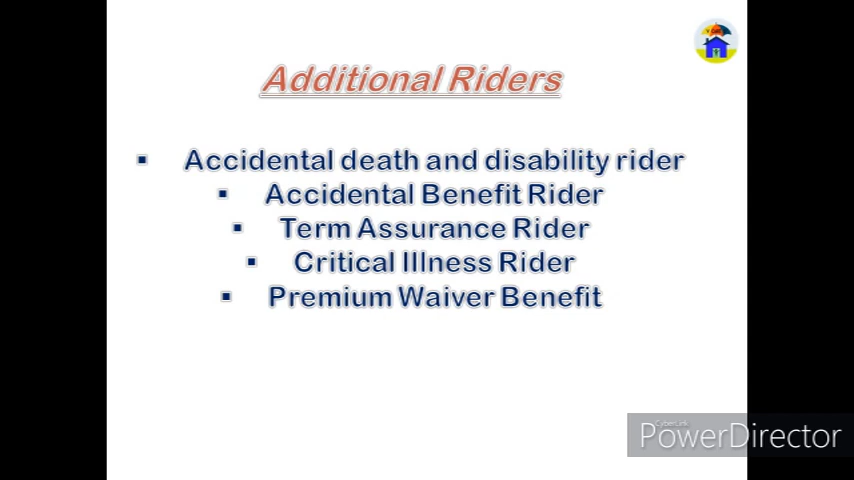 Additional Riders
▪ Accidental death and disability rider
▪ Accidental Benefit Rider
▪ Term Assurance Rider
▪ Critical Illness Rider
▪ Premium Waiver Benefit
CyberLink
PowerDirector